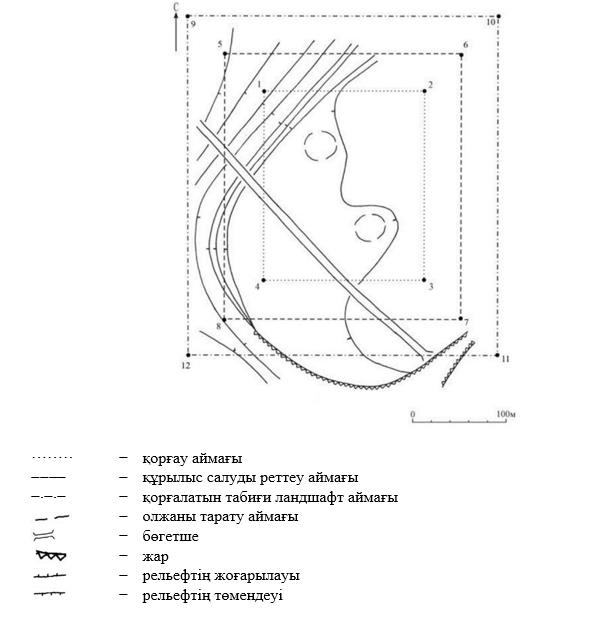 С
9
10
5
6
1
2
4
3
8
7
12
11
0 100м
– қорғау аймағы
– құрылыс салуды реттеу аймағы
– қорғалатын табиғи ландшафт аймағы
– олжаны тарату аймағы
– бөгетше
– жар
– рельефтің жоғарылауы
– рельефтің төмендеуі